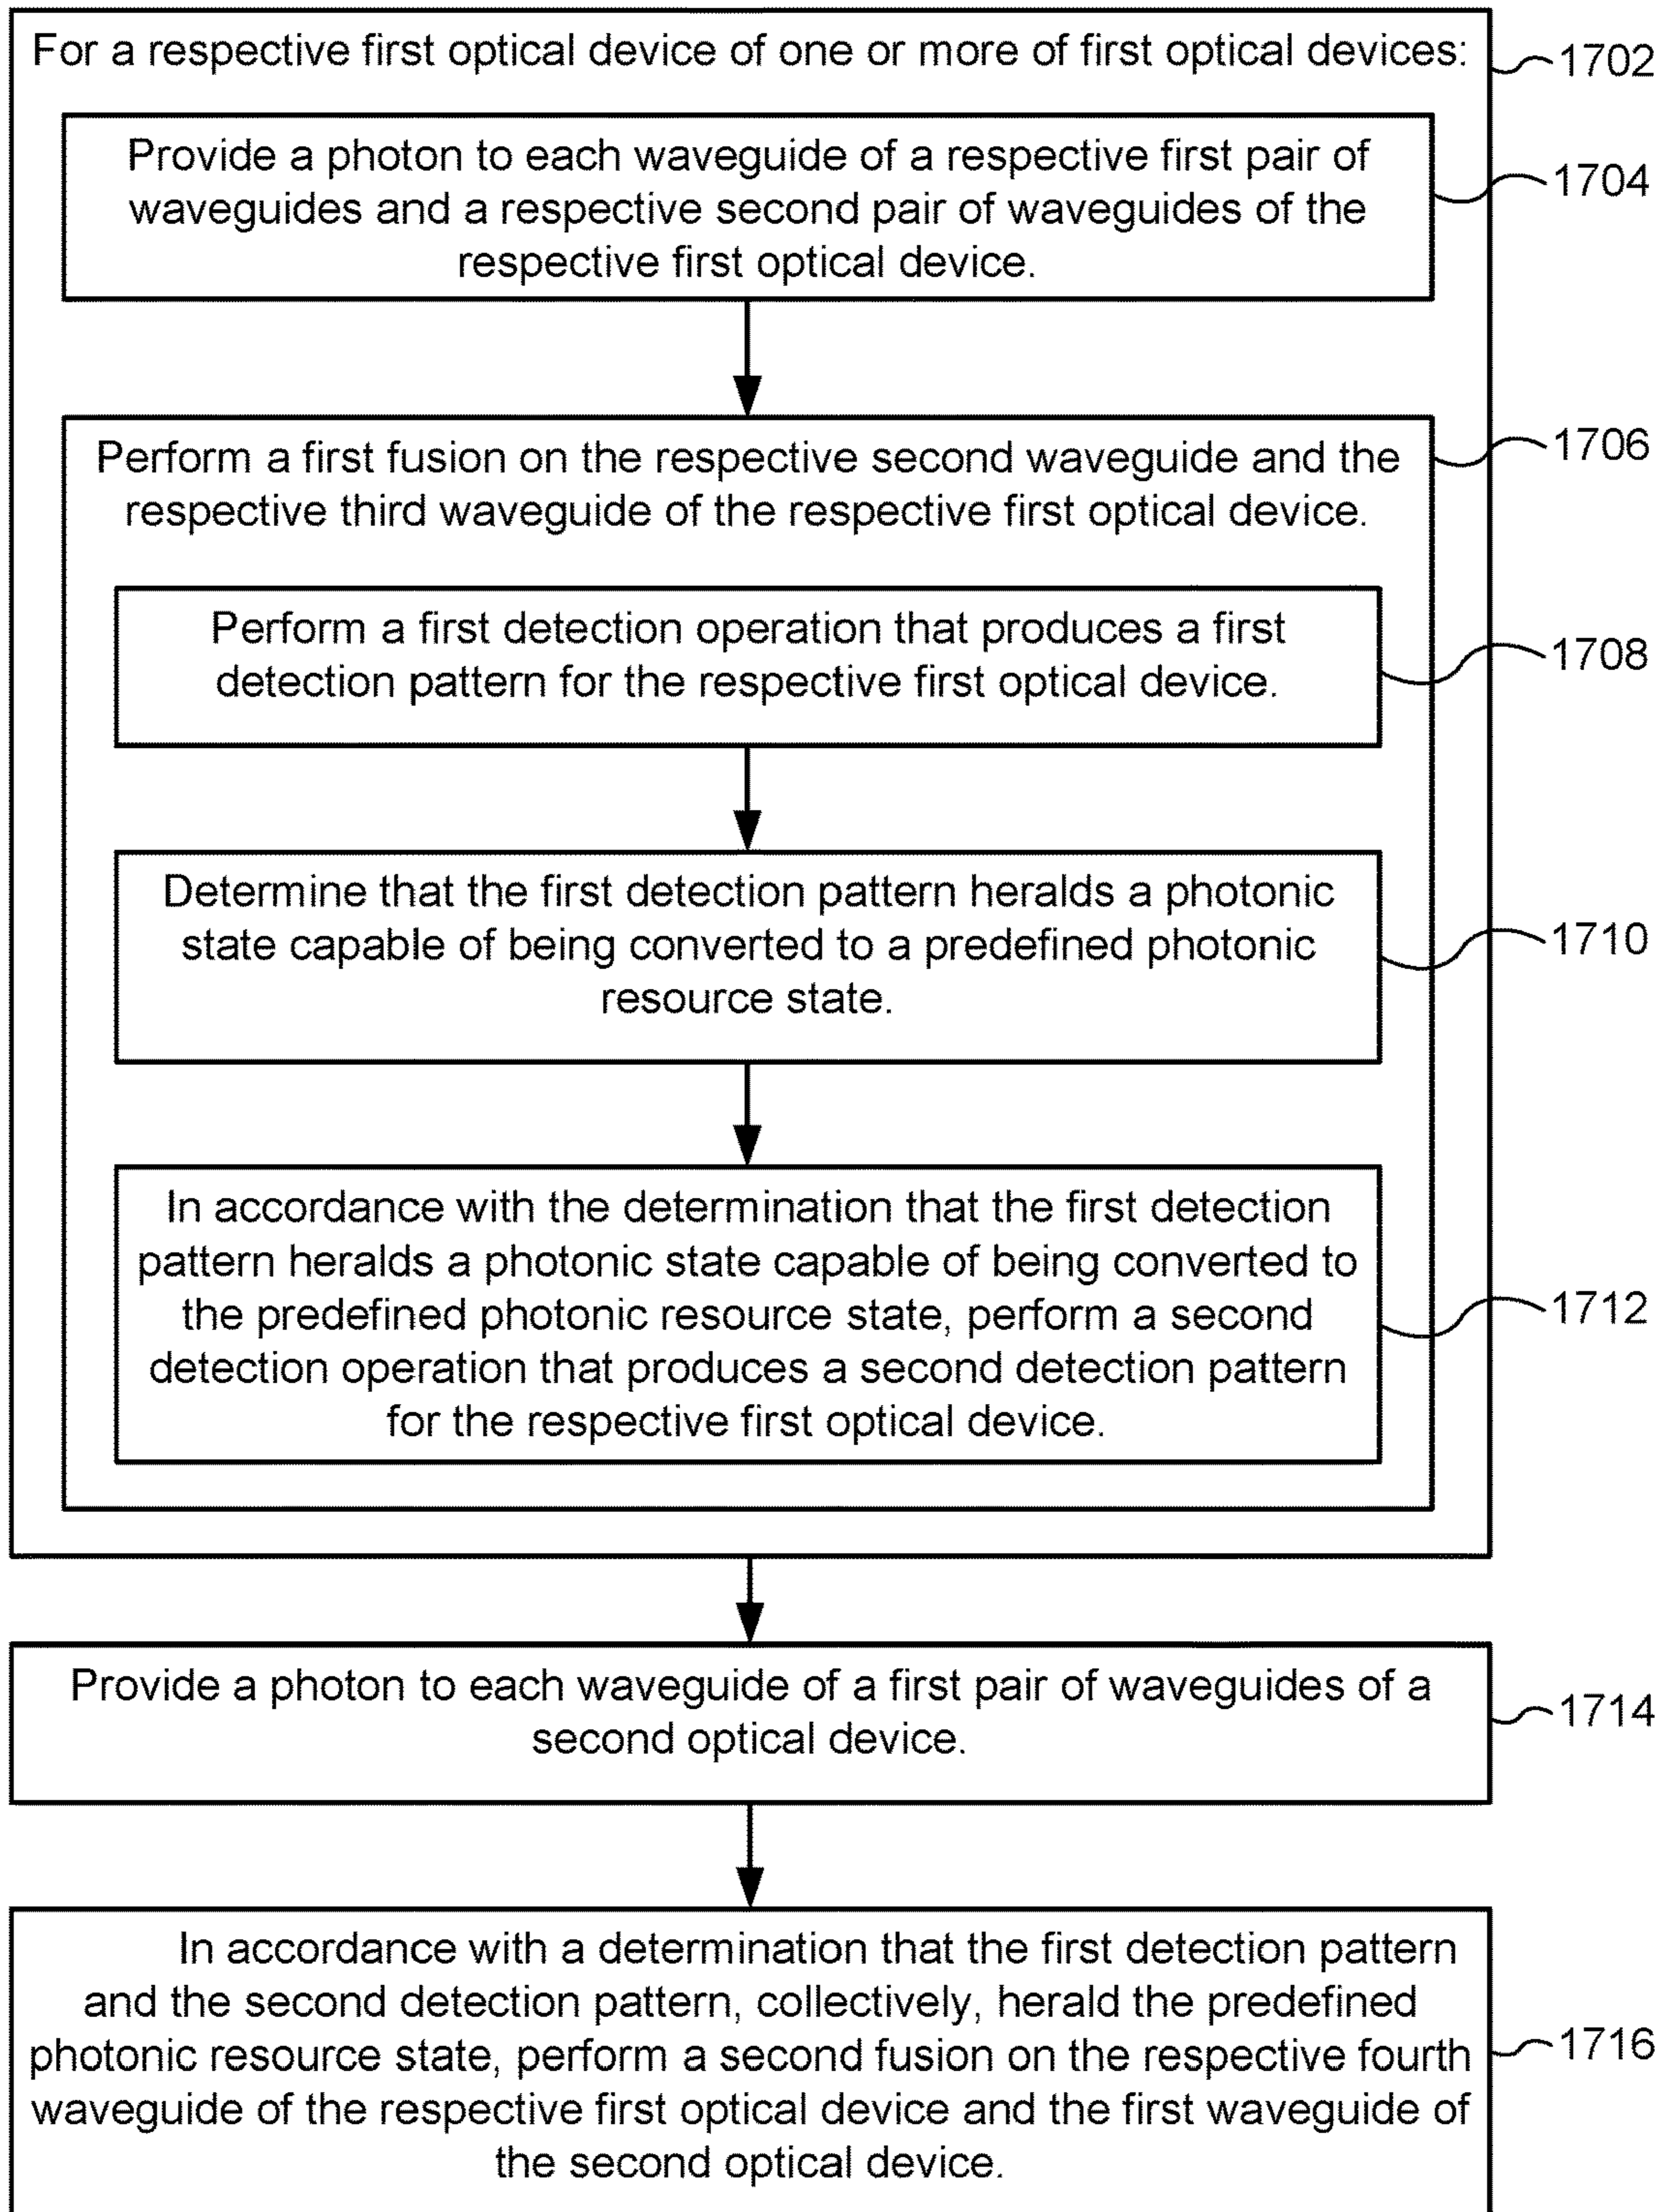 For a respective first optical device of one or more of first optical devices:
1702
Provide a photon to each waveguide of a respective first pair of
waveguides and a respective second pair of waveguides of the
respective first optical device.
1704
Perform a first fusion on the respective second waveguide and the
respective third waveguide of the respective first optical device.
1706
Perform a first detection operation that produces a first
detection pattern for the respective first optical device.
1708
Determine that the first detection pattern heralds a photonic
state capable of being converted to a predefined photonic
resource state.
1710
In accordance with the determination that the first detection
pattern heralds a photonic state capable of being converted to
the predefined photonic resource state, perform a second
detection operation that produces a second detection pattern
for the respective first optical device.
1712
Provide a photon to each waveguide of a first pair of waveguides of a
second optical device.
1714
In accordance with a determination that the first detection pattern
and the second detection pattern, collectively, herald the predefined
photonic resource state, perform a second fusion on the respective fourth
waveguide of the respective first optical device and the first waveguide of
the second optical device.
1716